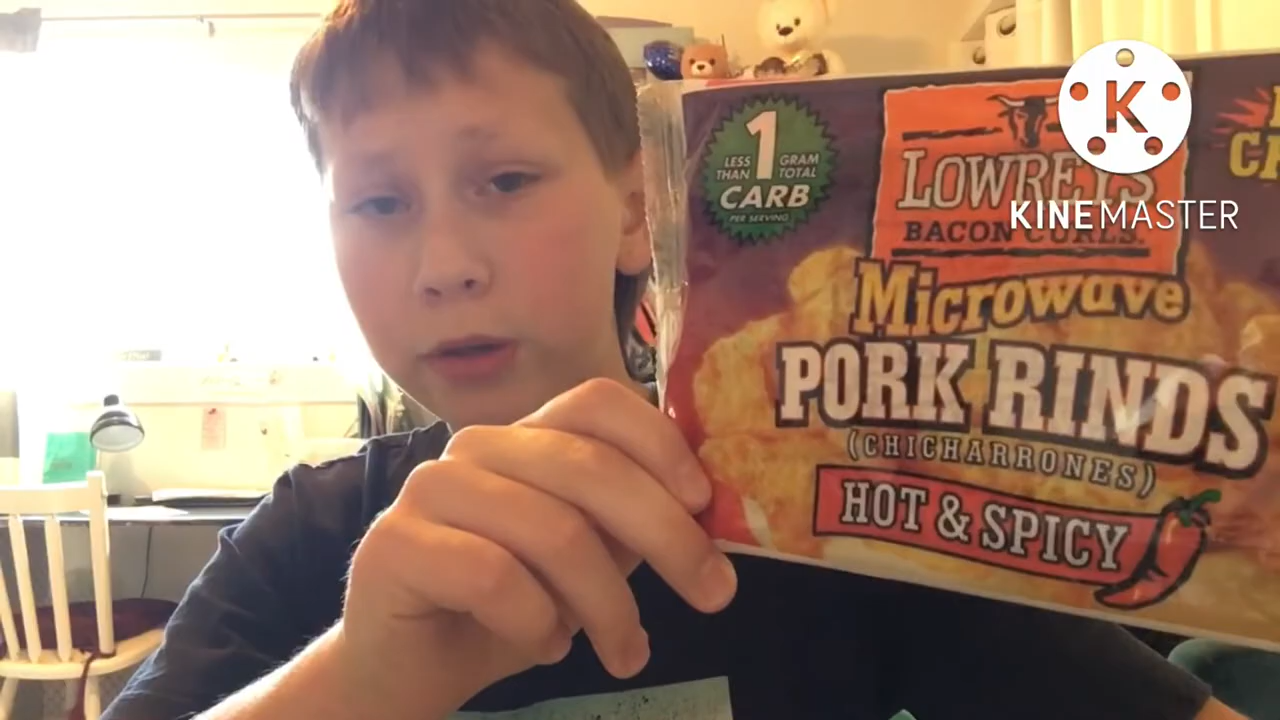 1
LESS THAN
GRAM TOTAL
CARB
PER SERVING
LOWREY'S
BACON CURLS.
Microwave
PORK RINDS
(CHICHARRONES)
HOT & SPICY
K
KINEMASTER